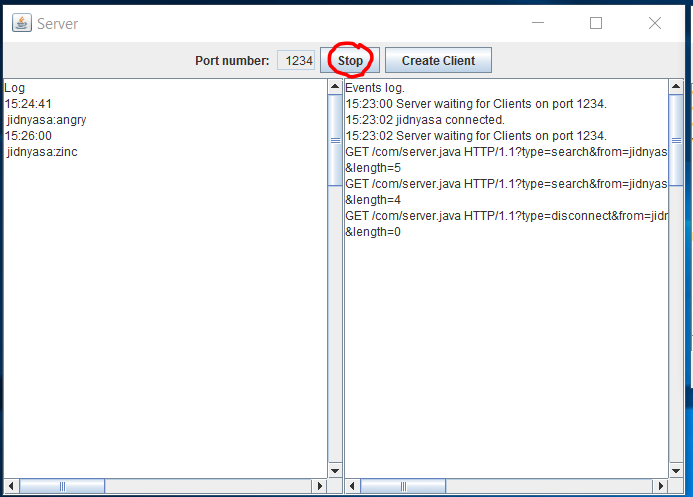 Server
Port number: 1234 Stop Create Client
Log
15:24:41
jidnyasa:angry
15:26:00
jidnyasa:zinc
Events log.
15:23:00 Server waiting for Clients on port 1234.
15:23:02 jidnyasa connected.
15:23:02 Server waiting for Clients on port 1234.
GET /com/server.java HTTP/1.1?type=search&from=jidnyas
&length=5
GET /com/server.java HTTP/1.1?type=search&from=jidnyas
&length=4
GET /com/server.java HTTP/1.1?type=disconnect&from=jidn
&length=0